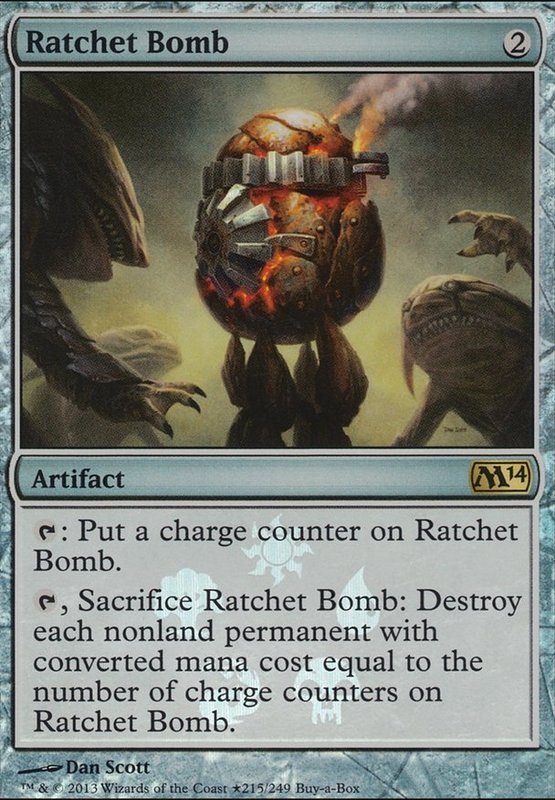 Ratchet Bomb 2
Artifact M14
: Put a charge counter on Ratchet
Bomb.
, Sacrifice Ratchet Bomb: Destroy
each nonland permanent with
converted mana cost equal to the
number of charge counters on
Ratchet Bomb.
Dan Scott
™ & © 2013 Wizards of the Coast ★215/249 Buy-a-Box